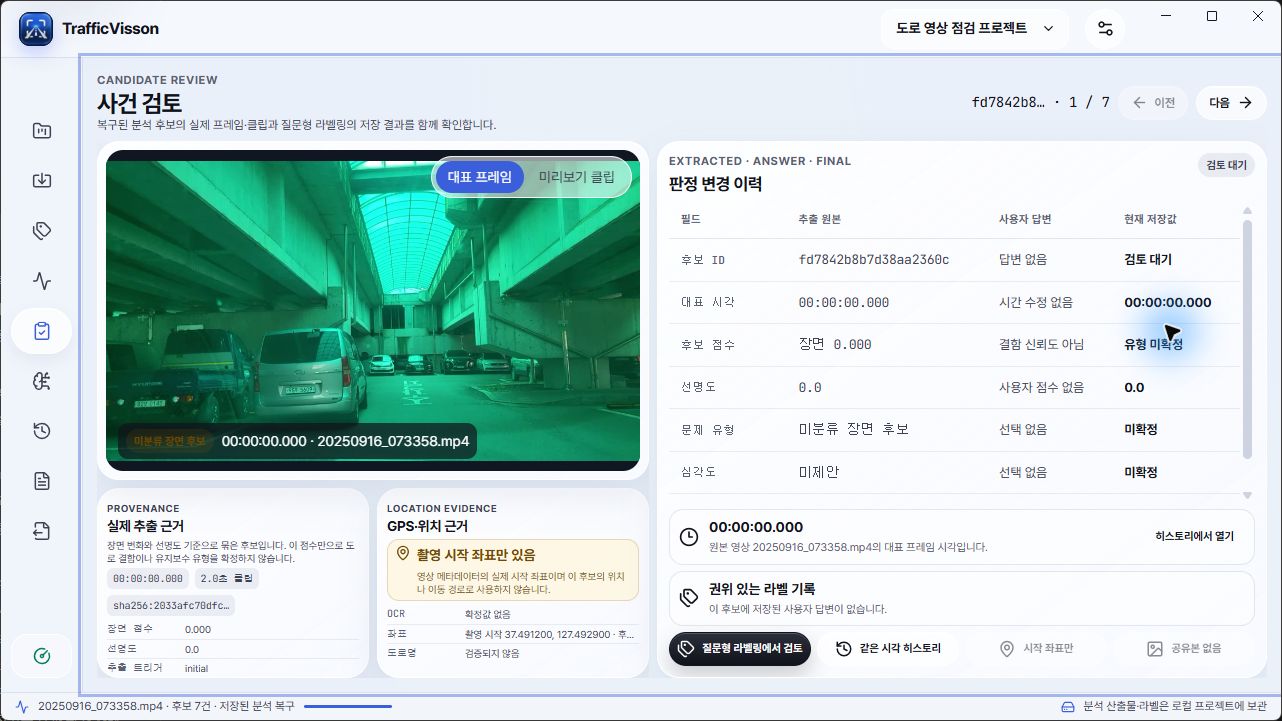 TrafficVisson
도로 영상 점검 프로젝트
CANDIDATE REVIEW
사건 검토
복구된 분석 후보의 실제 프레임·클립과 질문형 라벨링의 저장 결과를 함께 확인합니다.
fd7842b8… · 1 / 7
이전
다음
대표 프레임
미리보기 클립
미분류 장면 후보
00:00:00.000 · 20250916_073358.mp4
PROVENANCE
실제 추출 근거
장면 변화와 선명도 기준으로 묶은 후보입니다. 이 점수만으로 도
로 결함이나 유지보수 유형을 확정하지 않습니다.
00:00:00.000
2.0초 클립
sha256:2033afc70dfc…
장면 점수 0.000
선명도 0.0
추출 트리거 initial
LOCATION EVIDENCE
GPS·위치 근거
촬영 시작 좌표만 있음
영상 메타데이터의 실제 시작 좌표이며 이 후보의 위치
나 이동 경로로 사용하지 않습니다.
OCR 확정값 없음
좌표 촬영 시작 37.491200, 127.492900 · 후…
도로명 검증되지 않음
EXTRACTED · ANSWER · FINAL
판정 변경 이력
검토 대기
필드 추출 원본 사용자 답변 현재 저장값
후보 ID fd7842b8b7d38aa2360c 답변 없음 검토 대기
대표 시각 00:00:00.000 시간 수정 없음 00:00:00.000
후보 점수 장면 0.000 결함 신뢰도 아님 유형 미확정
선명도 0.0 사용자 점수 없음 0.0
문제 유형 미분류 장면 후보 선택 없음 미확정
심각도 미제안 선택 없음 미확정
00:00:00.000
원본 영상 20250916_073358.mp4의 대표 프레임 시각입니다.
히스토리에서 열기
권위 있는 라벨 기록
이 후보에 저장된 사용자 답변이 없습니다.
질문형 라벨링에서 검토
같은 시각 히스토리
시작 좌표만
공유본 없음
20250916_073358.mp4 · 후보 7건 · 저장된 분석 복구
분석 산출물·라벨은 로컬 프로젝트에 보관